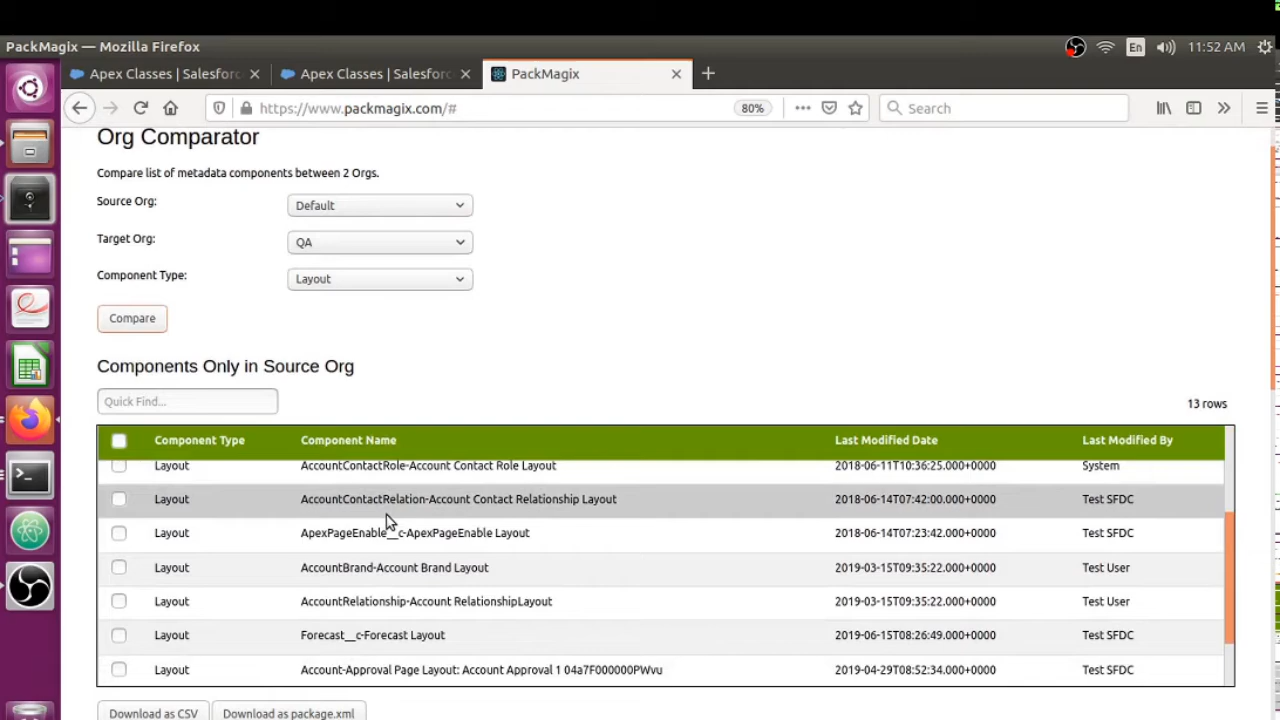 PackMagix — Mozilla Firefox
En
11:52 AM
Apex Classes | Salesforc
Apex Classes | Salesforc
PackMagix
https://www.packmagix.com/#
80%
Search
Org Comparator
Compare list of metadata components between 2 Orgs.
Source Org:
Default
Target Org:
QA
Component Type:
Layout
Compare
Components Only in Source Org
Quick Find...
13 rows
Component Type Component Name Last Modified Date Last Modified By
Layout AccountContactRole-Account Contact Role Layout 2018-06-11T10:36:25.000+0000 System
Layout AccountContactRelation-Account Contact Relationship Layout 2018-06-14T07:42:00.000+0000 Test SFDC
Layout ApexPageEnable__c-ApexPageEnable Layout 2018-06-14T07:23:42.000+0000 Test SFDC
Layout AccountBrand-Account Brand Layout 2019-03-15T09:35:22.000+0000 Test User
Layout AccountRelationship-Account RelationshipLayout 2019-03-15T09:35:22.000+0000 Test User
Layout Forecast__c-Forecast Layout 2019-06-15T08:26:49.000+0000 Test SFDC
Layout Account-Approval Page Layout: Account Approval 1 04a7F000000PWvu 2019-04-29T08:52:34.000+0000 Test SFDC
Download as CSV Download as package.xml